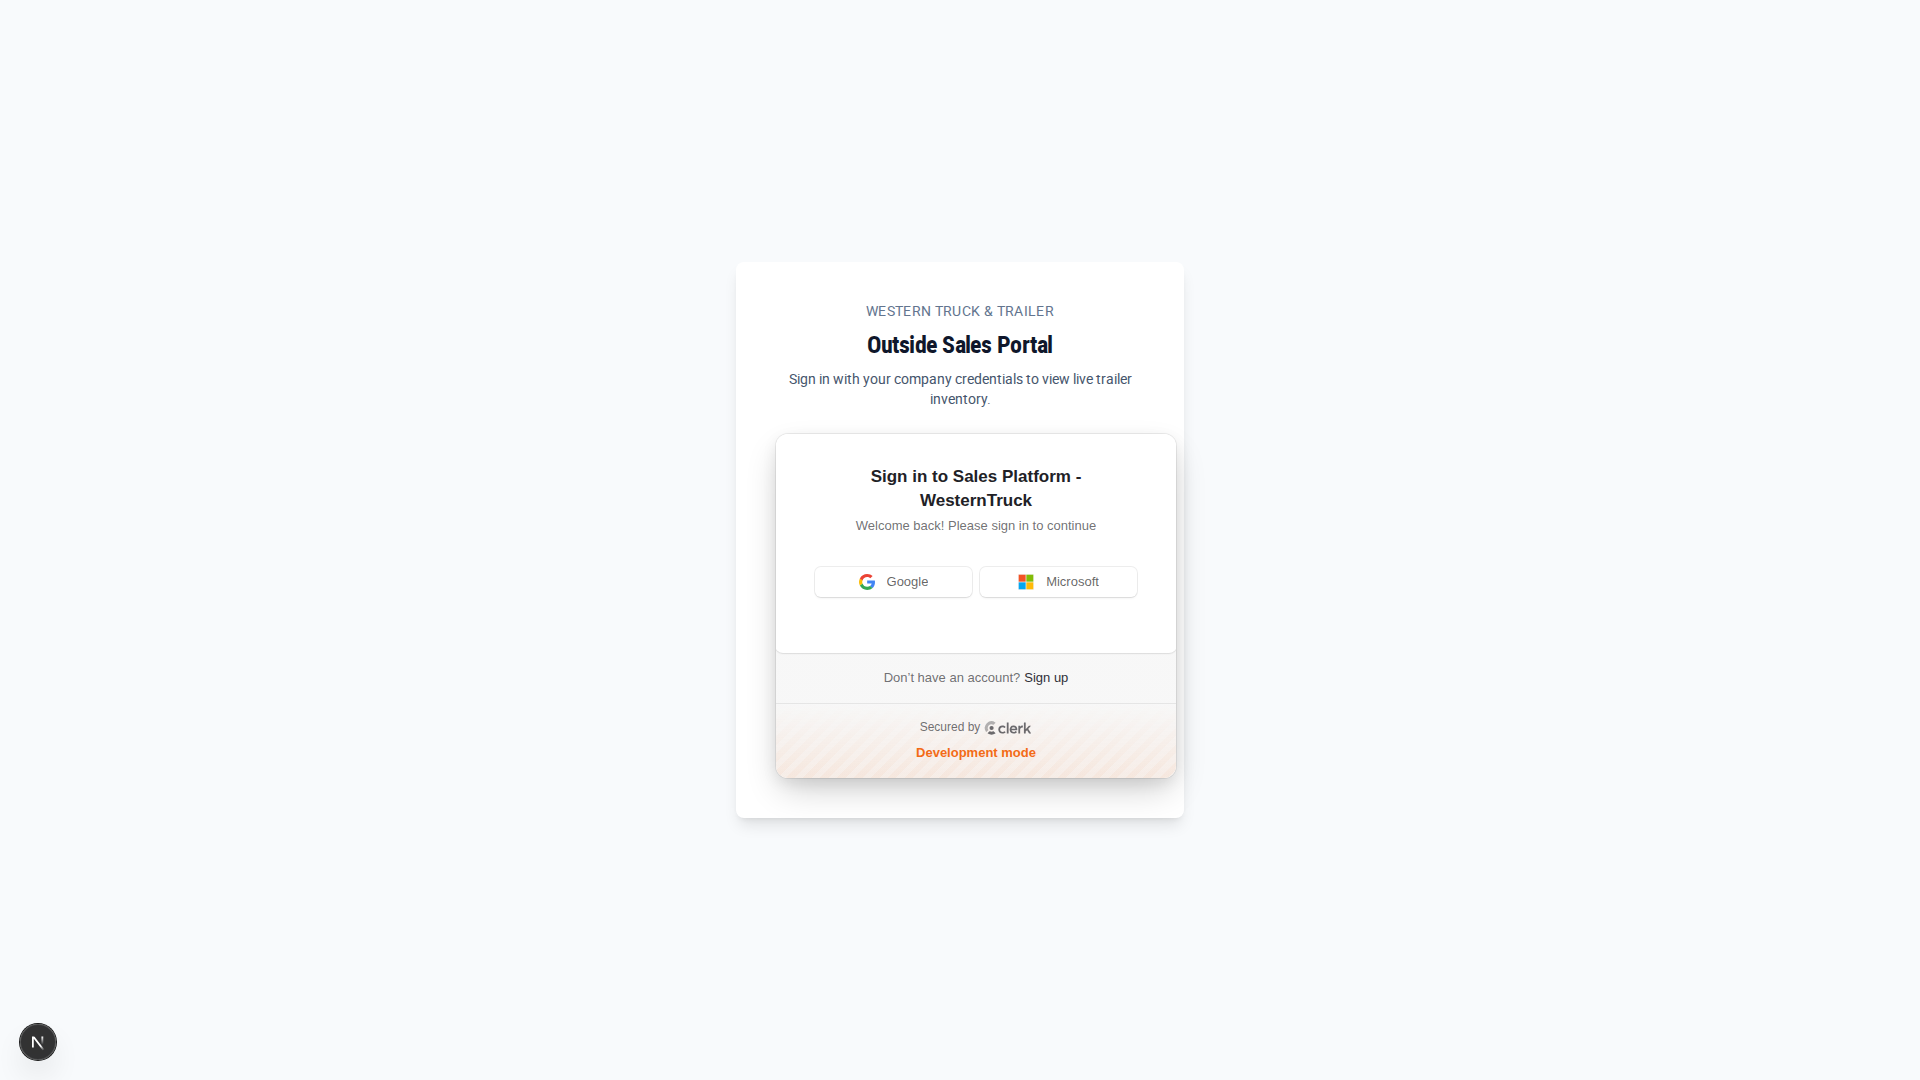 WESTERN TRUCK & TRAILER
Outside Sales Portal
Sign in with your company credentials to view live trailer
inventory.
Sign in to Sales Platform -
WesternTruck
Welcome back! Please sign in to continue
Google
Microsoft
Don’t have an account? Sign up
Secured by clerk
Development mode
N